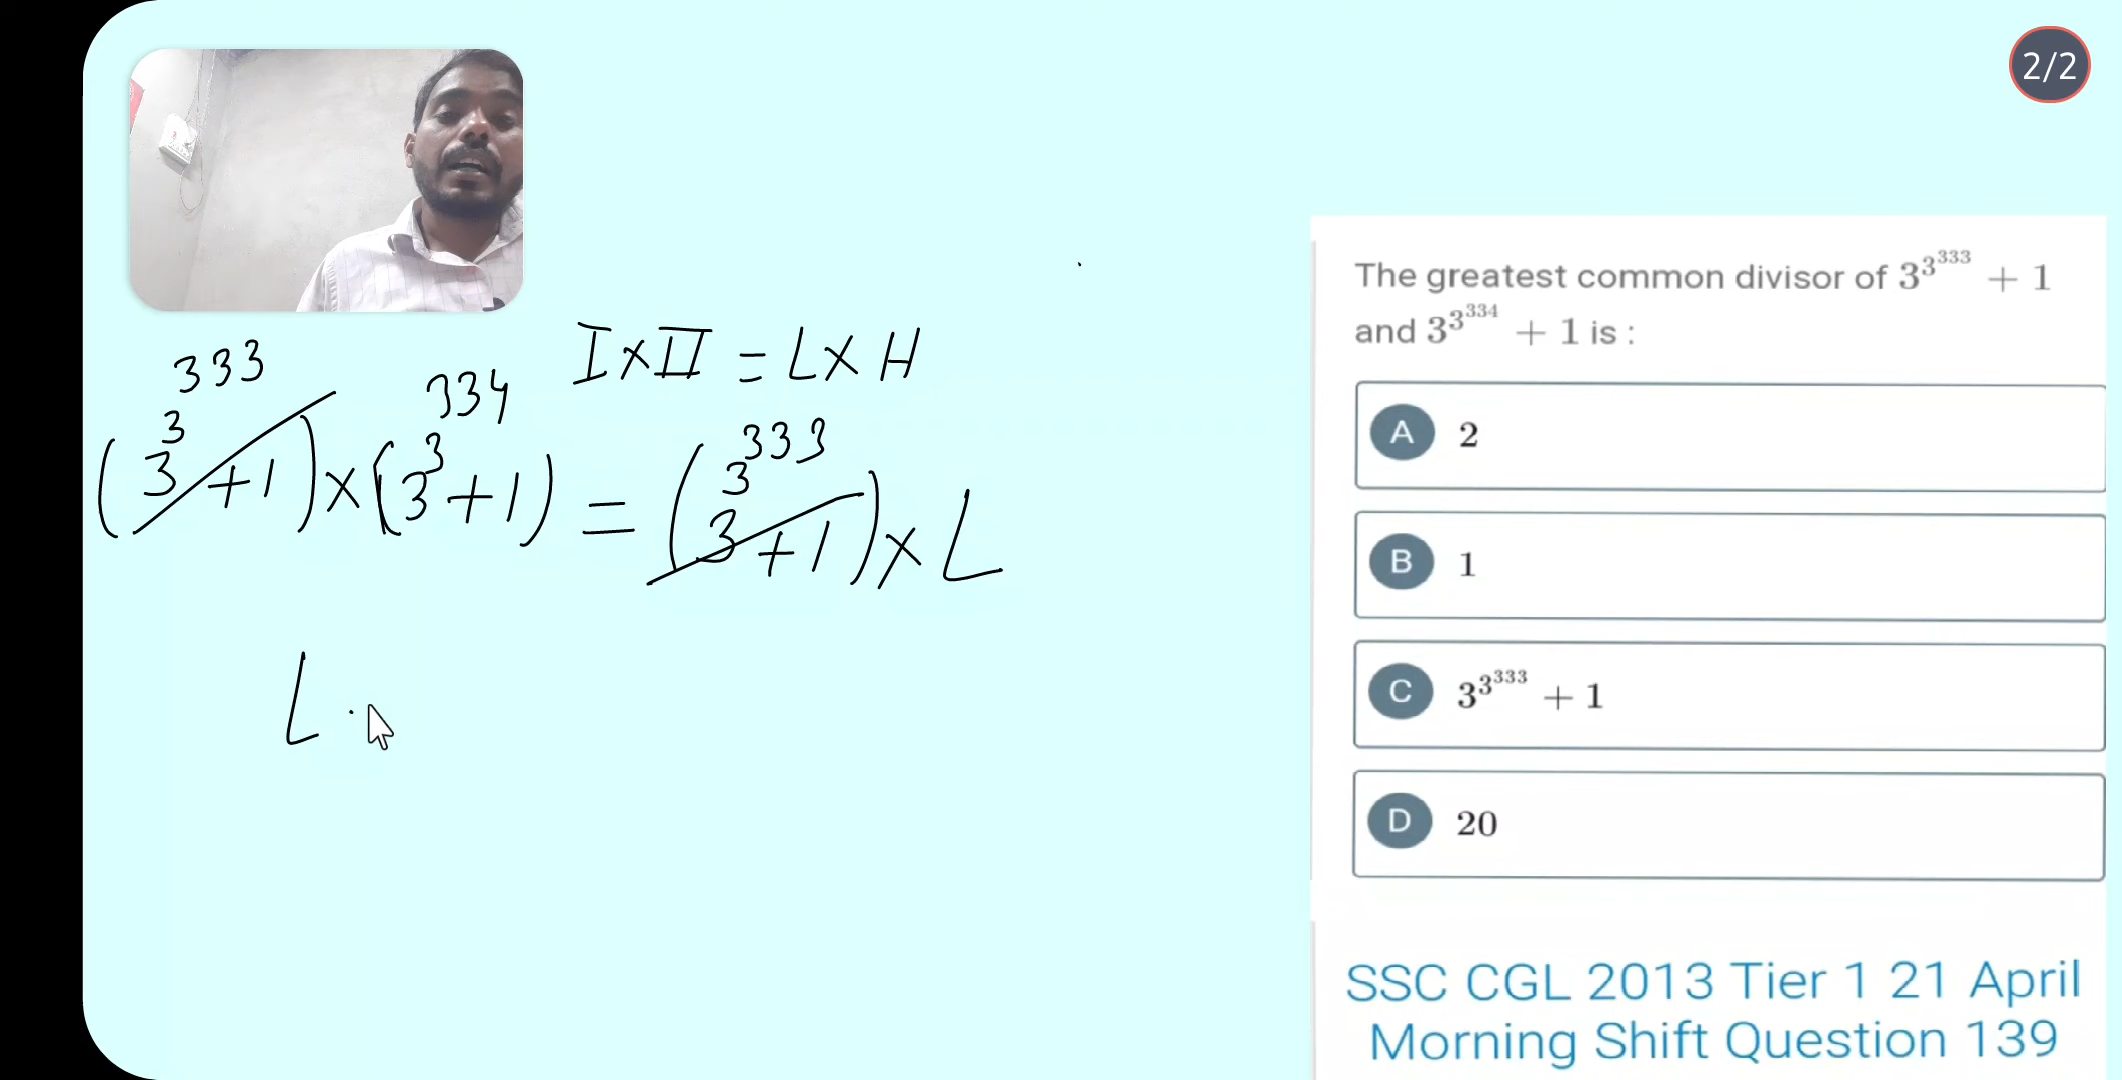 2/2
I × II = L × H
(3^3^333 + 1) × (3^3^334 + 1) = (3^3^333 + 1) × L
L
The greatest common divisor of 3^3^333 + 1
and 3^3^334 + 1 is :
A 2
B 1
C 3^3^333 + 1
D 20
SSC CGL 2013 Tier 1 21 April
Morning Shift Question 139